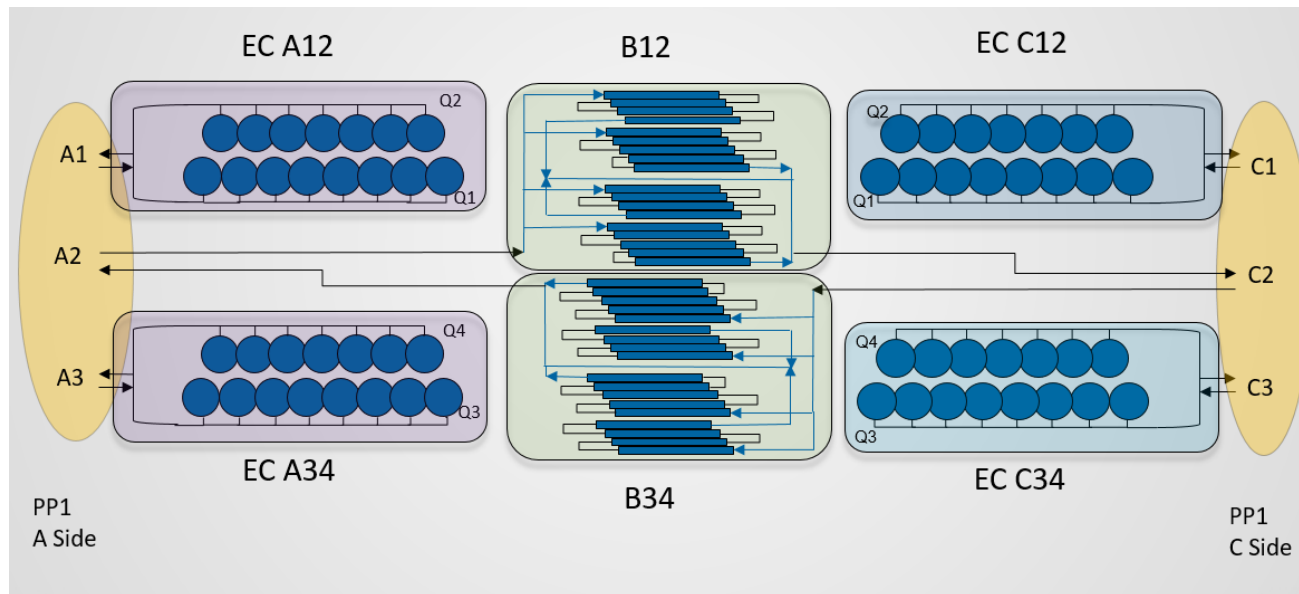 EC A12
B12
EC C12
Q2
Q2
A1
C1
Q1
Q1
A2
C2
Q4
Q4
A3
C3
Q3
Q3
EC A34
B34
EC C34
PP1
A Side
PP1
C Side